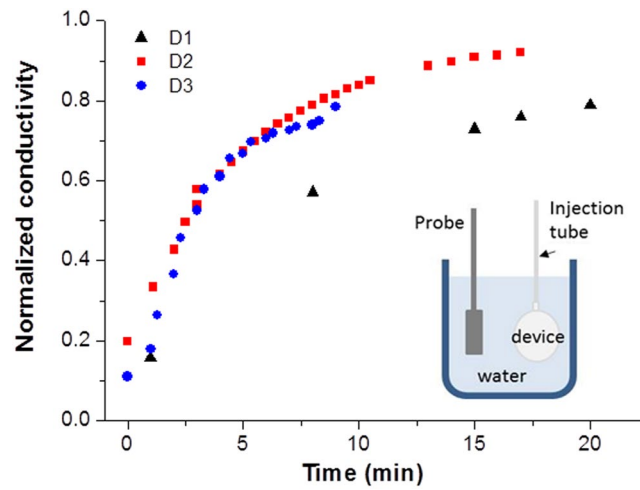 1.0
0.8
0.6
0.4
0.2
0.0
Normalized conductivity
D1
D2
D3
Probe
Injection
tube
device
water
0
5
10
15
20
Time (min)